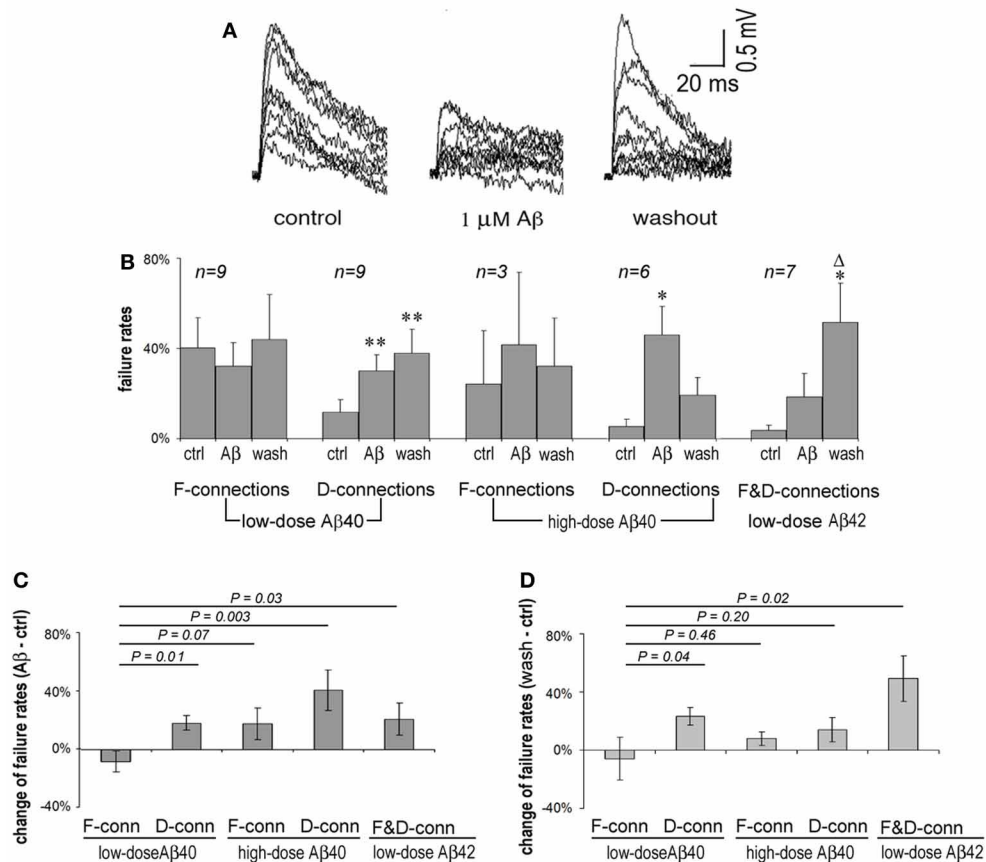 A
0.5 mV
20 ms
control
1 μM Aβ
washout
B
80%
40%
0%
failure rates
n=9
n=9
n=3
n=6
n=7
**
**
*
Δ
*
ctrl Aβ wash
ctrl Aβ wash
ctrl Aβ wash
ctrl Aβ wash
ctrl Aβ wash
F-connections
D-connections
F-connections
D-connections
F&D-connections
low-dose Aβ40
high-dose Aβ40
low-dose Aβ42
C
P = 0.03
P = 0.003
P = 0.07
P = 0.01
80%
40%
0%
-40%
change of failure rates (Aβ - ctrl)
F-conn D-conn F-conn D-conn F&D-conn
low-doseAβ40 high-dose Aβ40 low-dose Aβ42
D
P = 0.02
P = 0.20
P = 0.46
P = 0.04
80%
40%
0%
-40%
change of failure rates (wash - ctrl)
F-conn D-conn F-conn D-conn F&D-conn
low-doseAβ40 high-dose Aβ40 low-dose Aβ42